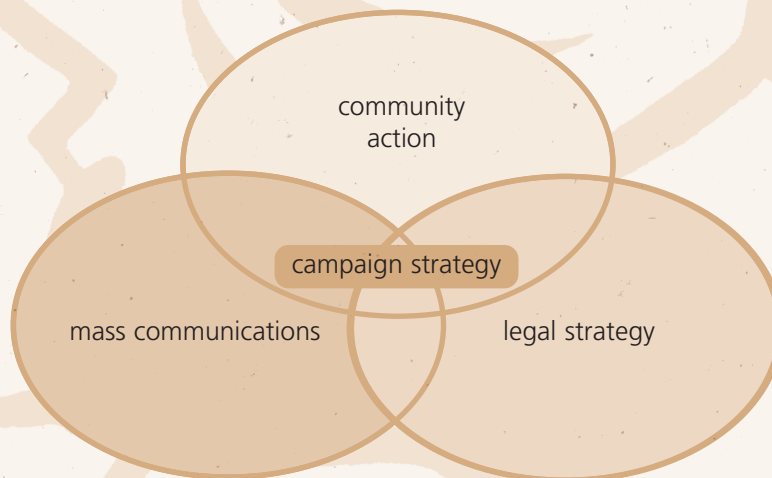 community
action
campaign strategy
mass communications
legal strategy